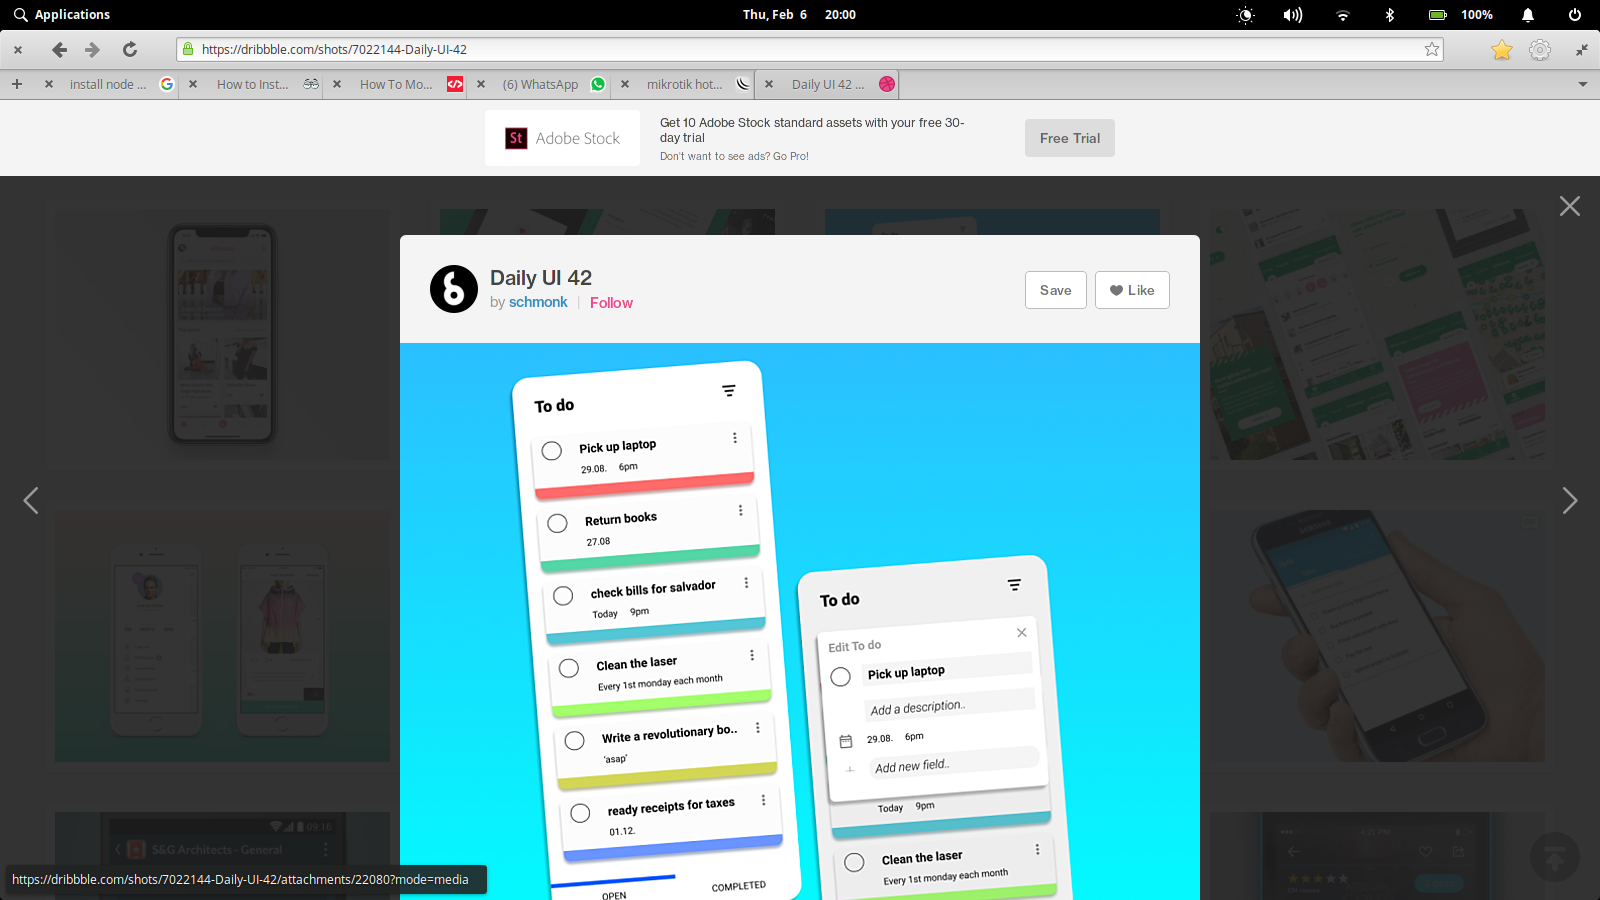 Applications
Thu, Feb 6 20:00
100%
https://dribbble.com/shots/7022144-Daily-UI-42
install node ...
How to Inst...
How To Mo...
(6) WhatsApp
mikrotik hot...
Daily UI 42 ...
St Adobe Stock
Get 10 Adobe Stock standard assets with your free 30-
day trial
Don't want to see ads? Go Pro!
Free Trial
Daily UI 42
by schmonk | Follow
Save
Like
To do
Pick up laptop
29.08. 6pm
Return books
27.08
check bills for salvador
Today 9pm
Clean the laser
Every 1st monday each month
Write a revolutionary bo..
'asap'
ready receipts for taxes
01.12.
OPEN
COMPLETED
To do
Edit To do
Pick up laptop
Add a description..
29.08. 6pm
Add new field..
Today 9pm
Clean the laser
Every 1st monday each month
SAMSUNG
09:16
S&G Architects - General
4:21 PM
https://dribbble.com/shots/7022144-Daily-UI-42/attachments/22080?mode=media